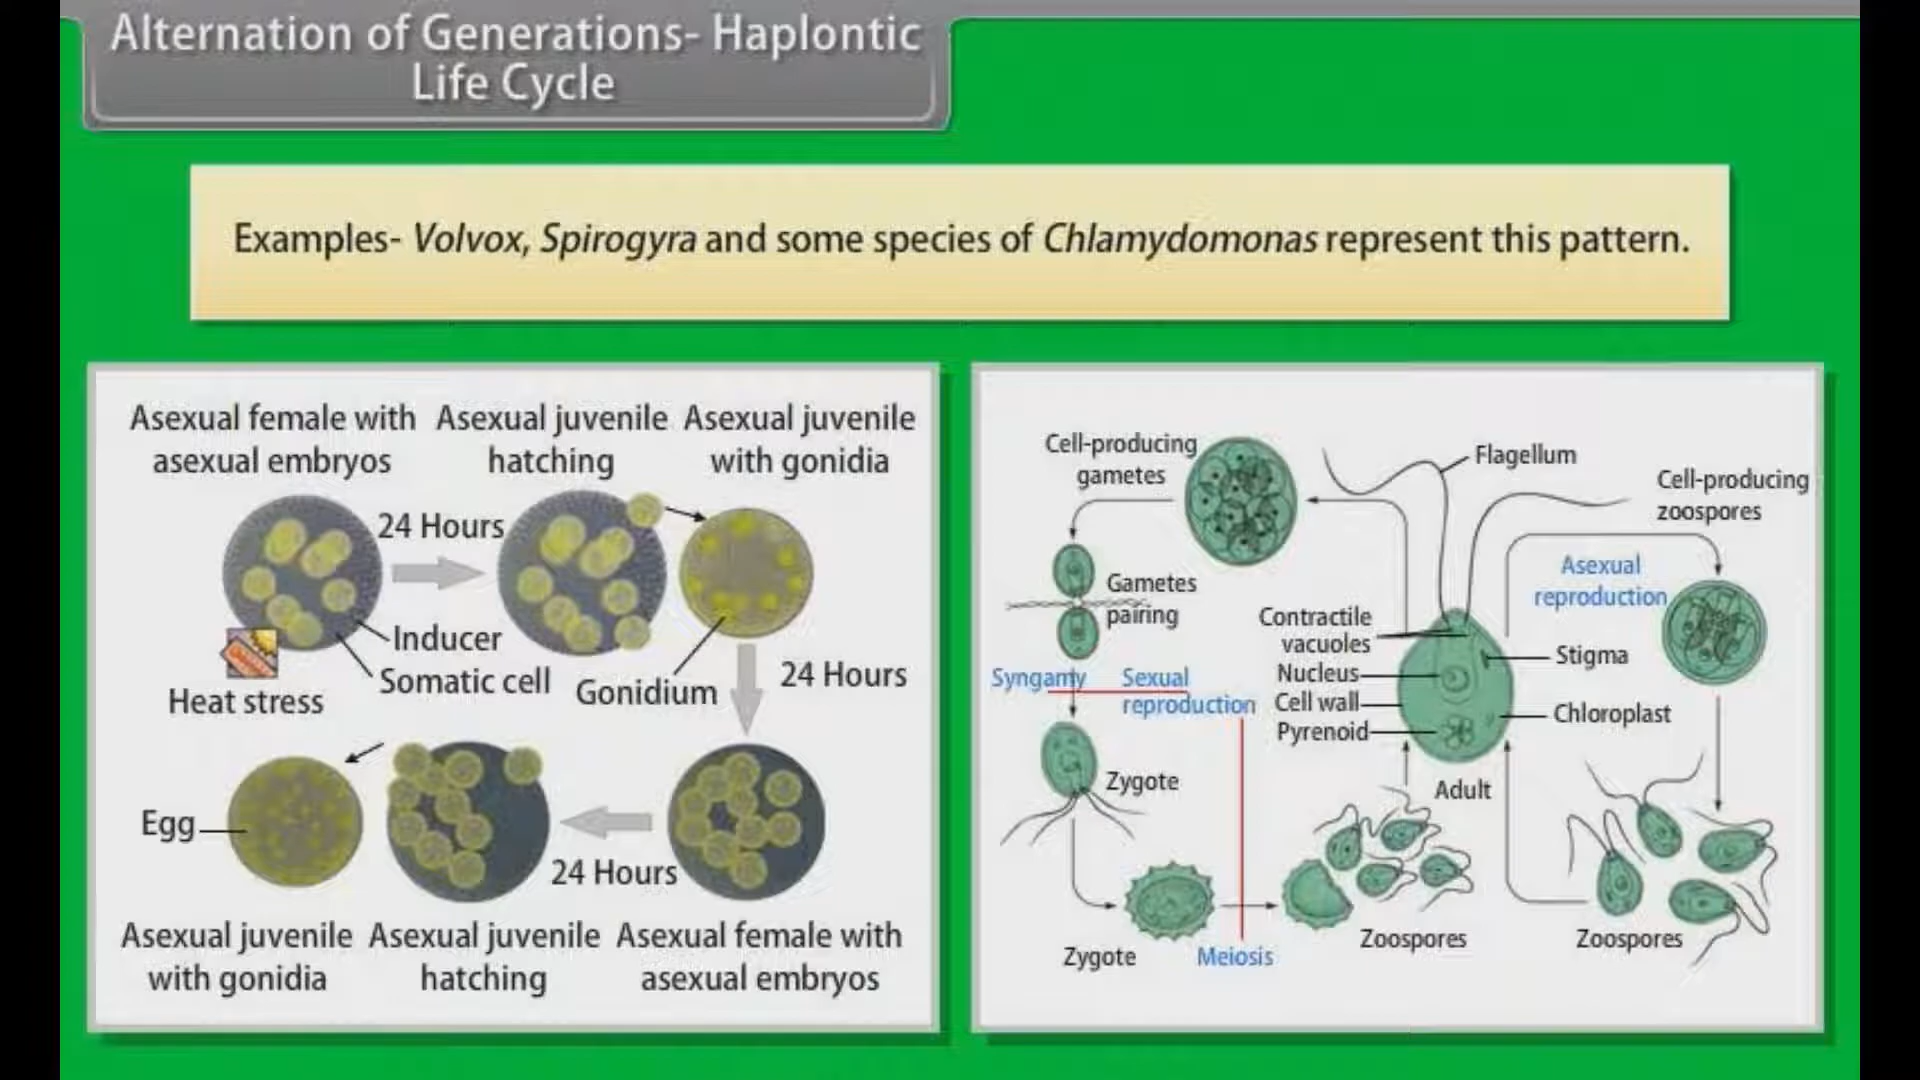 Alternation of Generations- Haplontic
Life Cycle
Examples- Volvox, Spirogyra and some species of Chlamydomonas represent this pattern.
Asexual female with
asexual embryos
Asexual juvenile
hatching
Asexual juvenile
with gonidia
24 Hours
Inducer
Somatic cell
Heat stress
Gonidium
24 Hours
Egg
24 Hours
Asexual juvenile
with gonidia
Asexual juvenile
hatching
Asexual female with
asexual embryos
Cell-producing
gametes
Flagellum
Cell-producing
zoospores
Asexual
reproduction
Gametes
pairing
Contractile
vacuoles
Nucleus
Cell wall
Pyrenoid
Stigma
Chloroplast
Syngamy
Sexual
reproduction
Zygote
Adult
Zygote
Meiosis
Zoospores
Zoospores